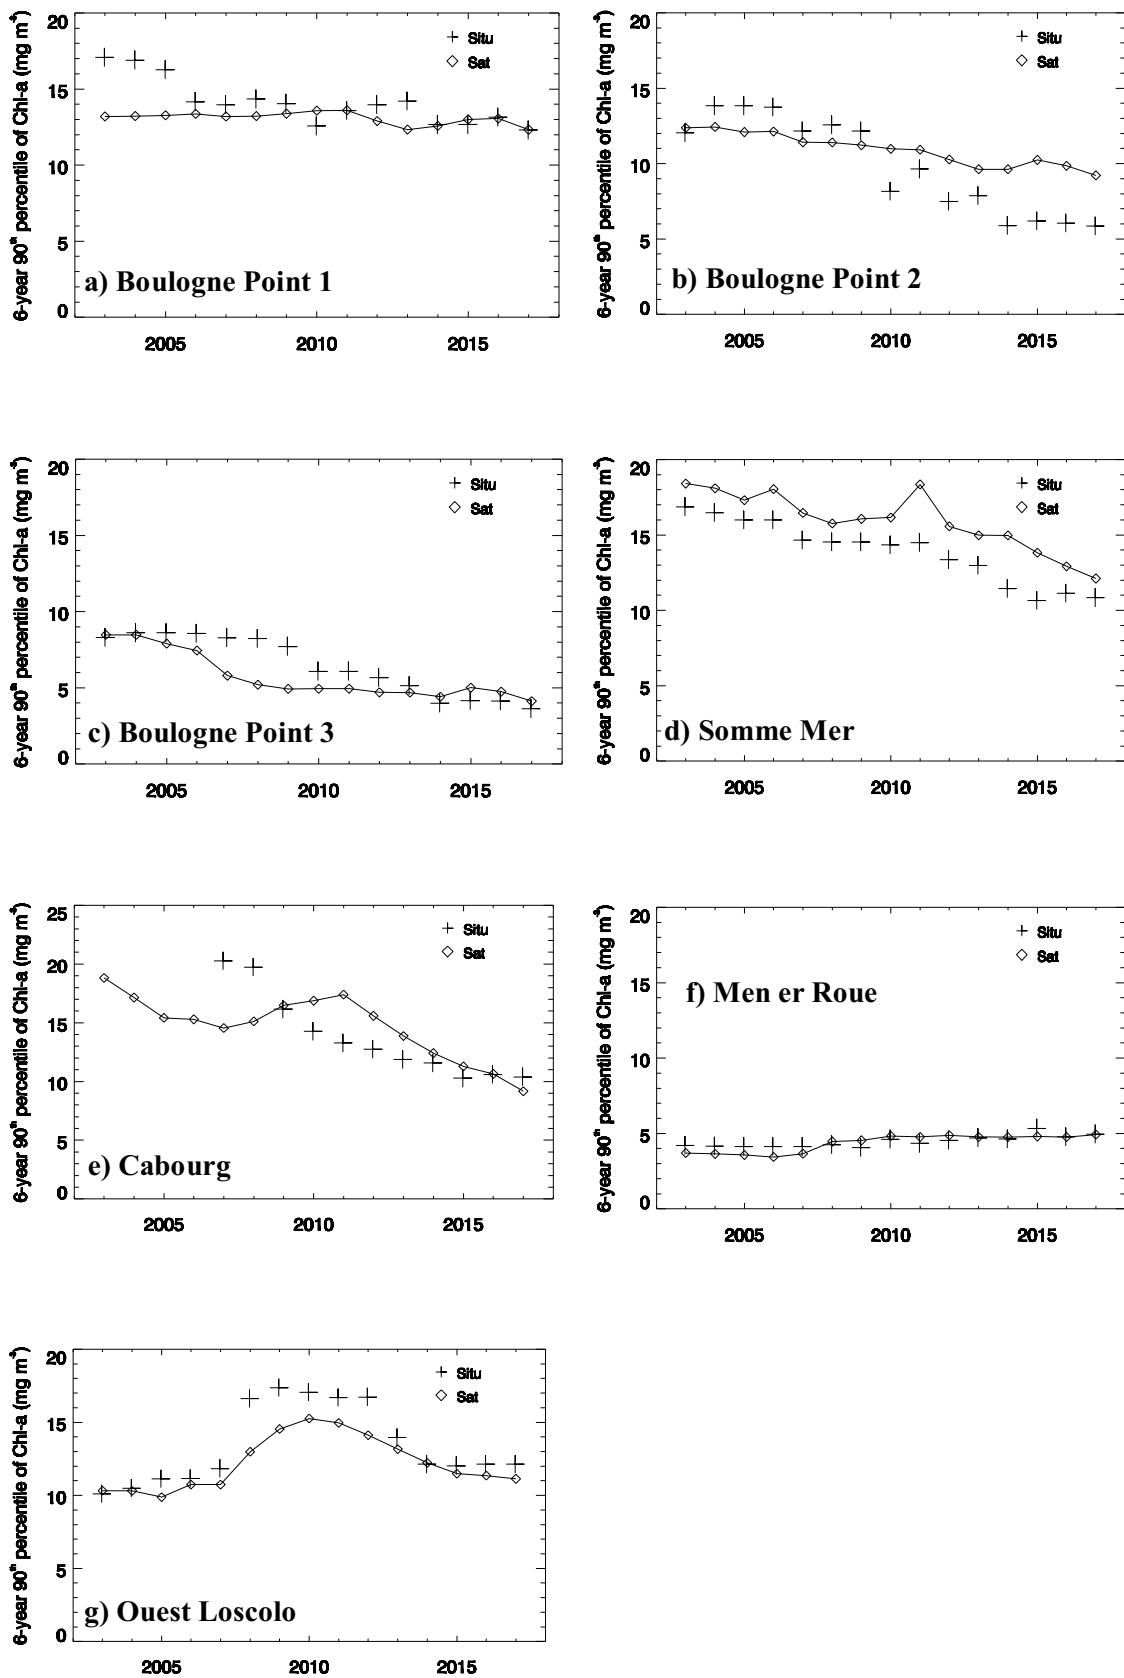 6-year 90th percentile of Chl-a (mg m-3)
20
15
10
5
0
Situ
Sat
a) Boulogne Point 1
2005 2010 2015
6-year 90th percentile of Chl-a (mg m-3)
20
15
10
5
0
Situ
Sat
b) Boulogne Point 2
2005 2010 2015
6-year 90th percentile of Chl-a (mg m-3)
20
15
10
5
0
Situ
Sat
c) Boulogne Point 3
2005 2010 2015
6-year 90th percentile of Chl-a (mg m-3)
20
15
10
5
0
Situ
Sat
d) Somme Mer
2005 2010 2015
6-year 90th percentile of Chl-a (mg m-3)
25
20
15
10
5
0
Situ
Sat
e) Cabourg
2005 2010 2015
6-year 90th percentile of Chl-a (mg m-3)
20
15
10
5
0
Situ
Sat
f) Men er Roue
2005 2010 2015
6-year 90th percentile of Chl-a (mg m-3)
20
15
10
5
0
Situ
Sat
g) Ouest Loscolo
2005 2010 2015